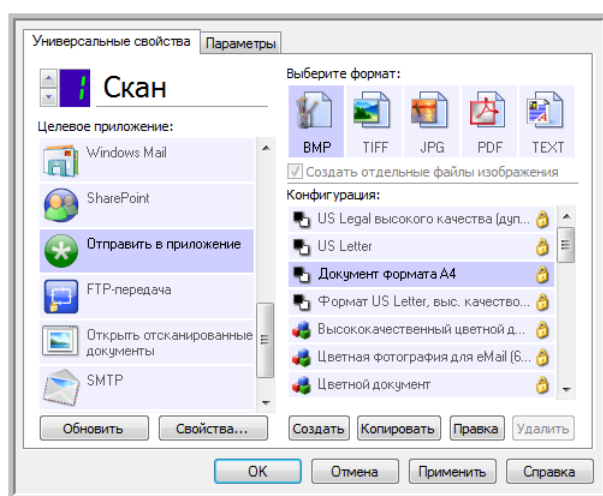 Универсальные свойства
Параметры
1
Скан
Целевое приложение:
Windows Mail
SharePoint
Отправить в приложение
FTP-передача
Открыть отсканированные
документы
SMTP
Обновить
Свойства...
Выберите формат:
BMP
TIFF
JPG
PDF
TEXT
Создать отдельные файлы изображения
Конфигурация:
US Legal высокого качества (дуп...
US Letter
Документ формата A4
Формат US Letter, выс. качество...
Высококачественный цветной д...
Цветная фотография для eMail (6...
Цветной документ
Создать
Копировать
Правка
Удалить
OK
Отмена
Применить
Справка